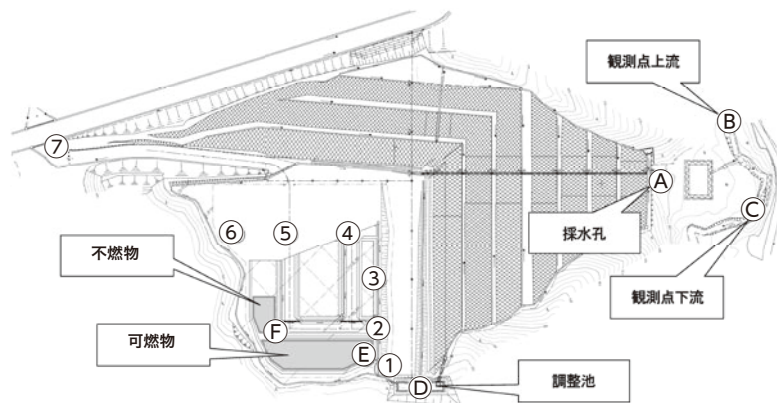 観測点上流
Ⓑ
⑦
Ⓐ
Ⓒ
採水孔
⑥
⑤
④
不燃物
③
観測点下流
Ⓕ
②
可燃物
Ⓔ
①
Ⓓ
調整池